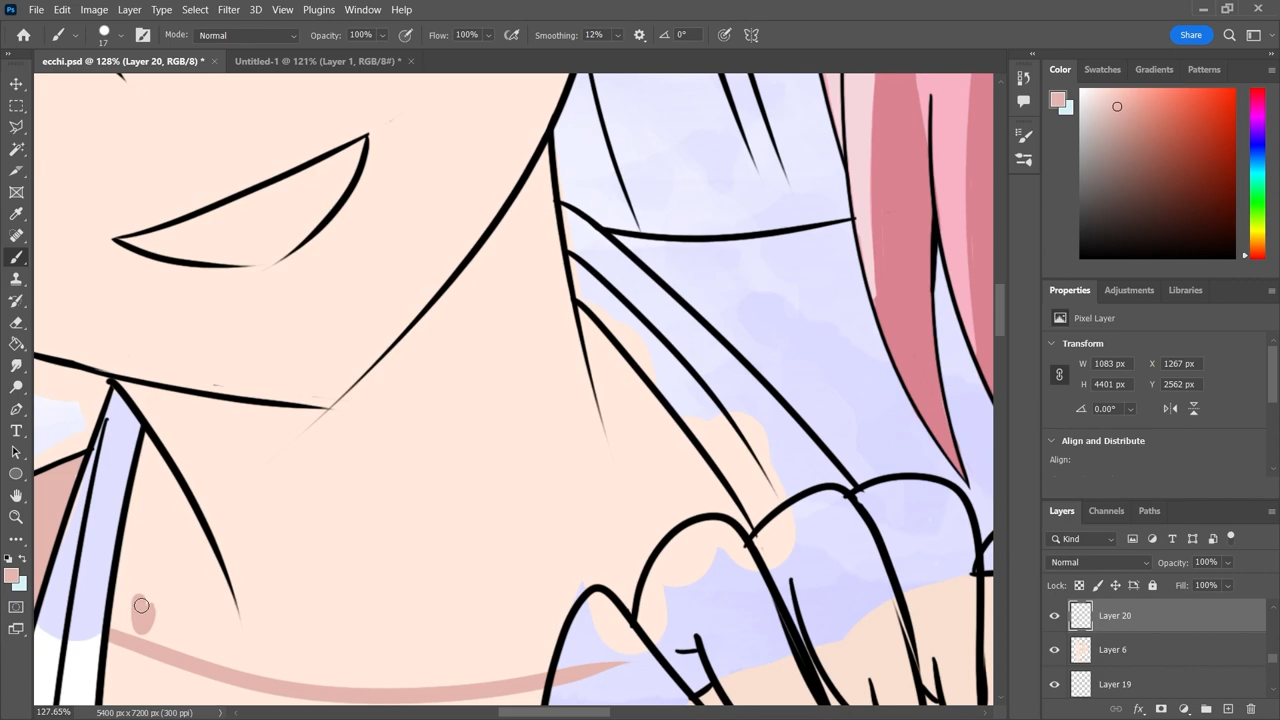 Ps File Edit Image Layer Type Select Filter 3D View Plugins Window Help
17 Mode: Normal Opacity: 100% Flow: 100% Smoothing: 12% 0° Share
ecchi.psd @ 128% (Layer 20, RGB/8) * Untitled-1 @ 121% (Layer 1, RGB/8#) *
Color Swatches Gradients Patterns
Properties Adjustments Libraries
Pixel Layer
Transform
W 1083 px X 1267 px
H 4401 px Y 2562 px
0.00°
Align and Distribute
Align:
Layers Channels Paths
Kind
Normal Opacity: 100%
Lock: Fill: 100%
Layer 20
Layer 6
Layer 19
127.65% 5400 px x 7200 px (300 ppi)